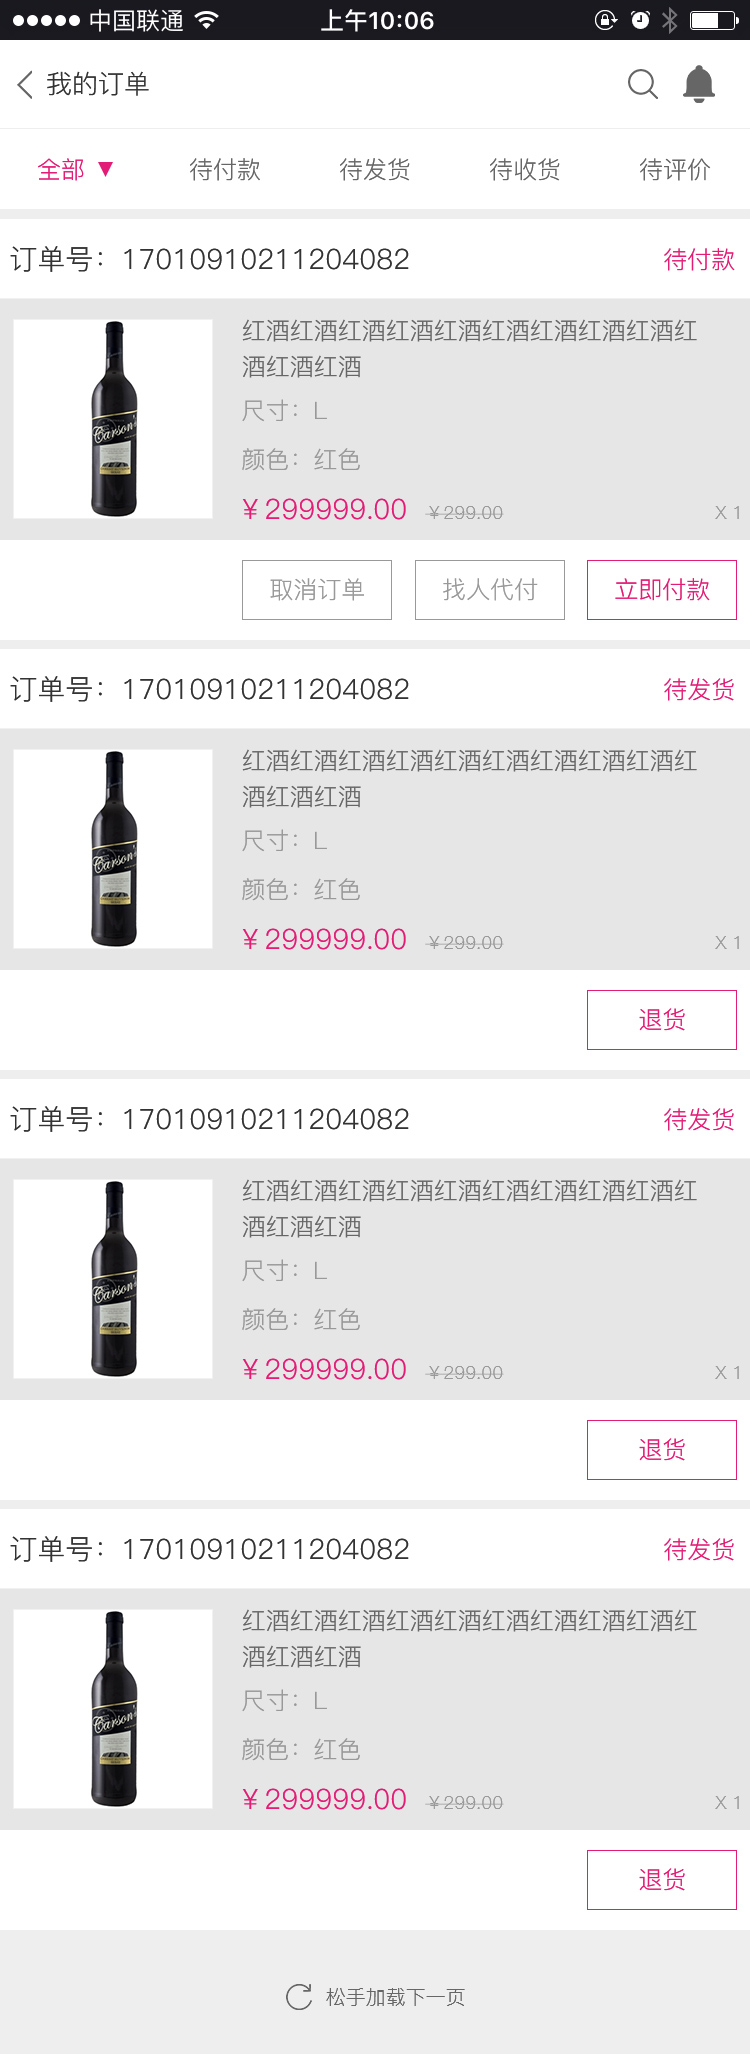 中国联通 上午10:06
我的订单
全部 ▼ 待付款 待发货 待收货 待评价
订单号：17010910211204082 待付款
Carson's
红酒红酒红酒红酒红酒红酒红酒红酒红酒红
酒红酒红酒
尺寸：L
颜色：红色
¥299999.00 ¥299.00 X 1
取消订单 找人代付 立即付款
订单号：17010910211204082 待发货
Carson's
红酒红酒红酒红酒红酒红酒红酒红酒红酒红
酒红酒红酒
尺寸：L
颜色：红色
¥299999.00 ¥299.00 X 1
退货
订单号：17010910211204082 待发货
Carson's
红酒红酒红酒红酒红酒红酒红酒红酒红酒红
酒红酒红酒
尺寸：L
颜色：红色
¥299999.00 ¥299.00 X 1
退货
订单号：17010910211204082 待发货
Carson's
红酒红酒红酒红酒红酒红酒红酒红酒红酒红
酒红酒红酒
尺寸：L
颜色：红色
¥299999.00 ¥299.00 X 1
退货
松手加载下一页